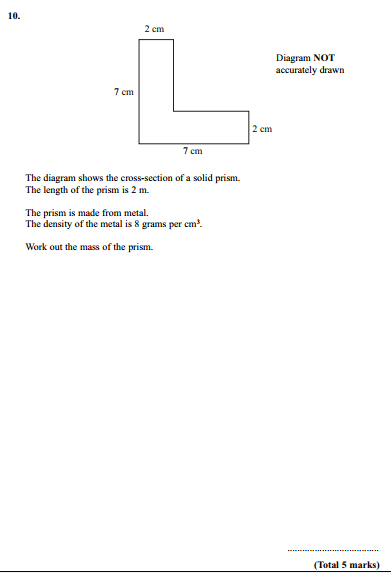 10.
2 cm
Diagram NOT
accurately drawn
7 cm
2 cm
7 cm
The diagram shows the cross-section of a solid prism.
The length of the prism is 2 m.
The prism is made from metal.
The density of the metal is 8 grams per cm³.
Work out the mass of the prism.
......................................
(Total 5 marks)